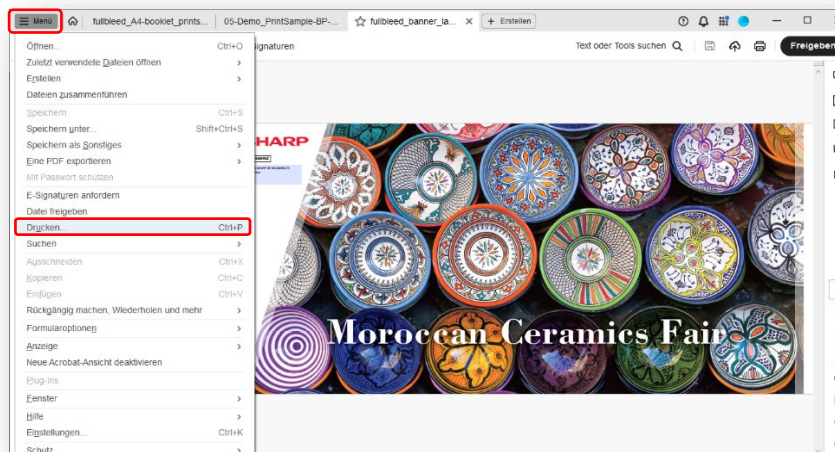 Menü
fullbleed_A4-booklet_prints...
05-Demo_PrintSample-BP-...
fullbleed_banner_la...
+ Erstellen
Öffnen... Ctrl+O
Signaturen
Text oder Tools suchen
Freigeben
Zuletzt verwendete Dateien öffnen
Erstellen
Dateien zusammenführen
Speichern Ctrl+S
Speichern unter... Shift+Ctrl+S
Speichern als Sonstiges
Eine PDF exportieren
Mit Passwort schützen
E-Signaturen anfordern
Datei freigeben
Drucken... Ctrl+P
Suchen
Ausschneiden Ctrl+X
Kopieren Ctrl+C
Einfügen Ctrl+V
Rückgängig machen, Wiederholen und mehr
Formularoptionen
Anzeige
Neue Acrobat-Ansicht deaktivieren
Plug-ins
Fenster
Hilfe
Einstellungen... Ctrl+K
Schutz
HARP
Moroccan Ceramics Fair